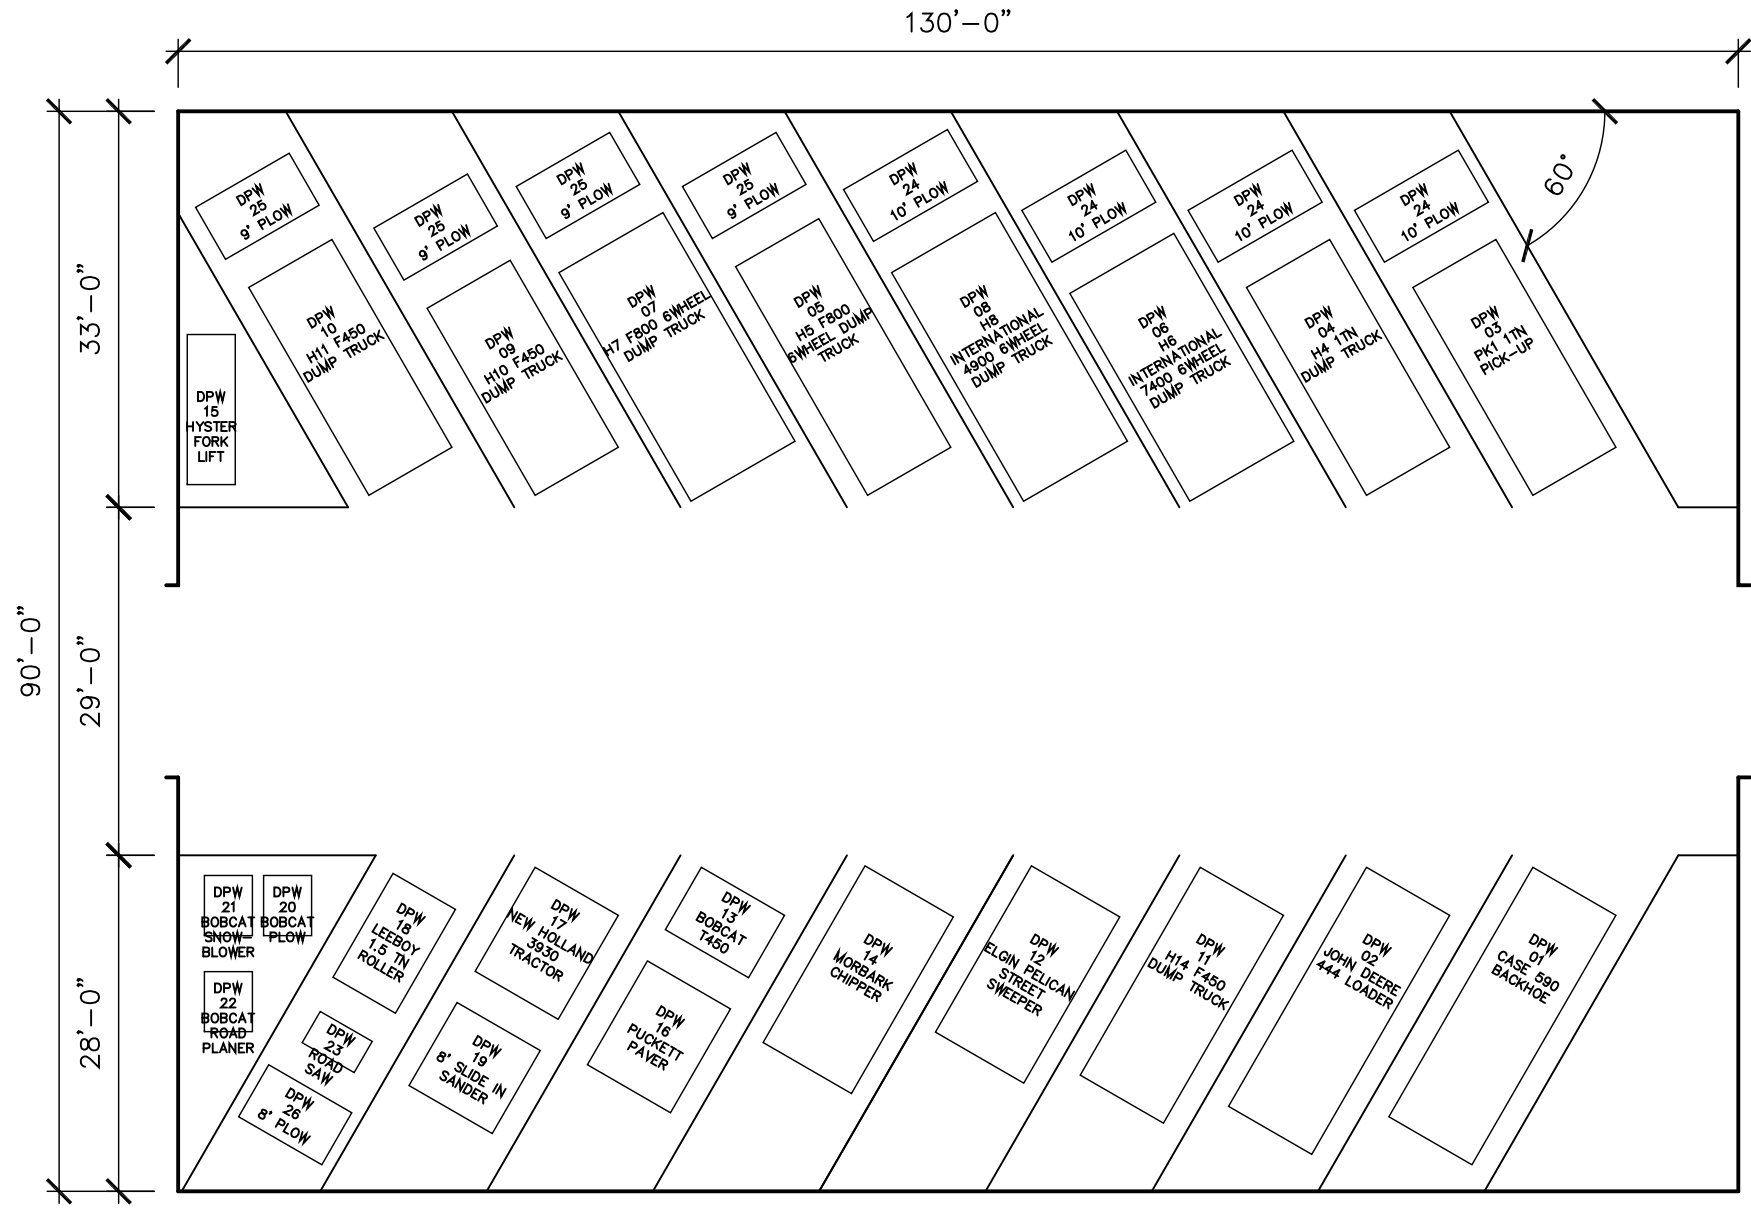 130'-0"
90'-0"
33'-0"
29'-0"
28'-0"
60°
DPW
25
9' PLOW
DPW
25
9' PLOW
DPW
25
9' PLOW
DPW
25
9' PLOW
DPW
24
10' PLOW
DPW
24
10' PLOW
DPW
24
10' PLOW
DPW
24
10' PLOW
DPW
15
HYSTER
FORK
LIFT
DPW
10
H11 F450
DUMP TRUCK
DPW
09
H10 F450
DUMP TRUCK
DPW
07
H7 F800 6WHEEL
DUMP TRUCK
DPW
05
H5 F800
6WHEEL DUMP
TRUCK
DPW
08
H8
INTERNATIONAL
4900 6WHEEL
DUMP TRUCK
DPW
06
H6
INTERNATIONAL
7400 6WHEEL
DUMP TRUCK
DPW
04
H4 1TN
DUMP TRUCK
DPW
03
PK1 1TN
PICK-UP
DPW
21
BOBCAT
SNOW-
BLOWER
DPW
20
BOBCAT
PLOW
DPW
22
BOBCAT
ROAD
PLANER
DPW
18
LEEBOY
1.5 TN
ROLLER
DPW
23
ROAD
SAW
DPW
26
8' PLOW
DPW
17
NEW HOLLAND
3930
TRACTOR
DPW
19
8' SLIDE IN
SANDER
DPW
13
BOBCAT
T450
DPW
16
PUCKETT
PAVER
DPW
14
MORBARK
CHIPPER
DPW
12
ELGIN PELICAN
STREET
SWEEPER
DPW
11
H14 F450
DUMP TRUCK
DPW
02
JOHN DEERE
444 LOADER
DPW
01
CASE 590
BACKHOE